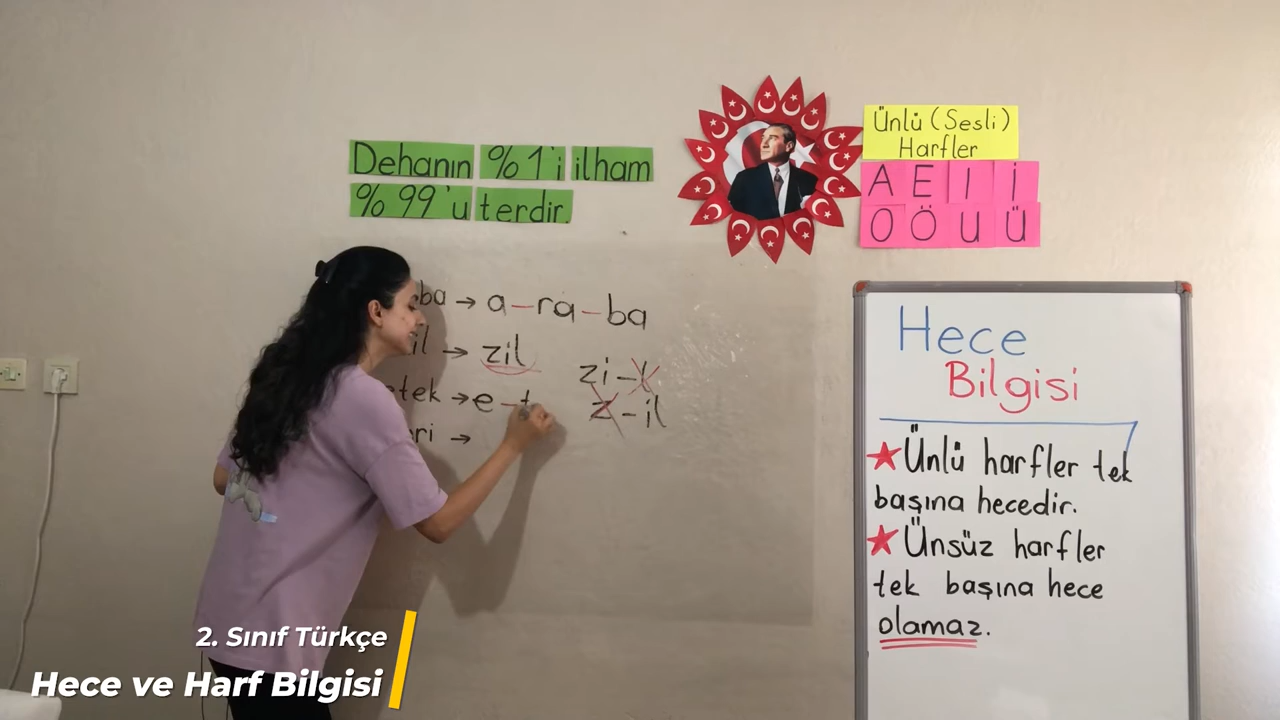 Dehanın %1'i ilham
%99'u terdir.
Ünlü (Sesli)
Harfler
A E I İ
O Ö U Ü
ba → a-ra-ba
il → zil
zi-l
tek → e-t
z-il
ri →
Hece
Bilgisi
Ünlü harfler tek
başına hecedir.
Ünsüz harfler
tek başına hece
olamaz.
2. Sınıf Türkçe
Hece ve Harf Bilgisi